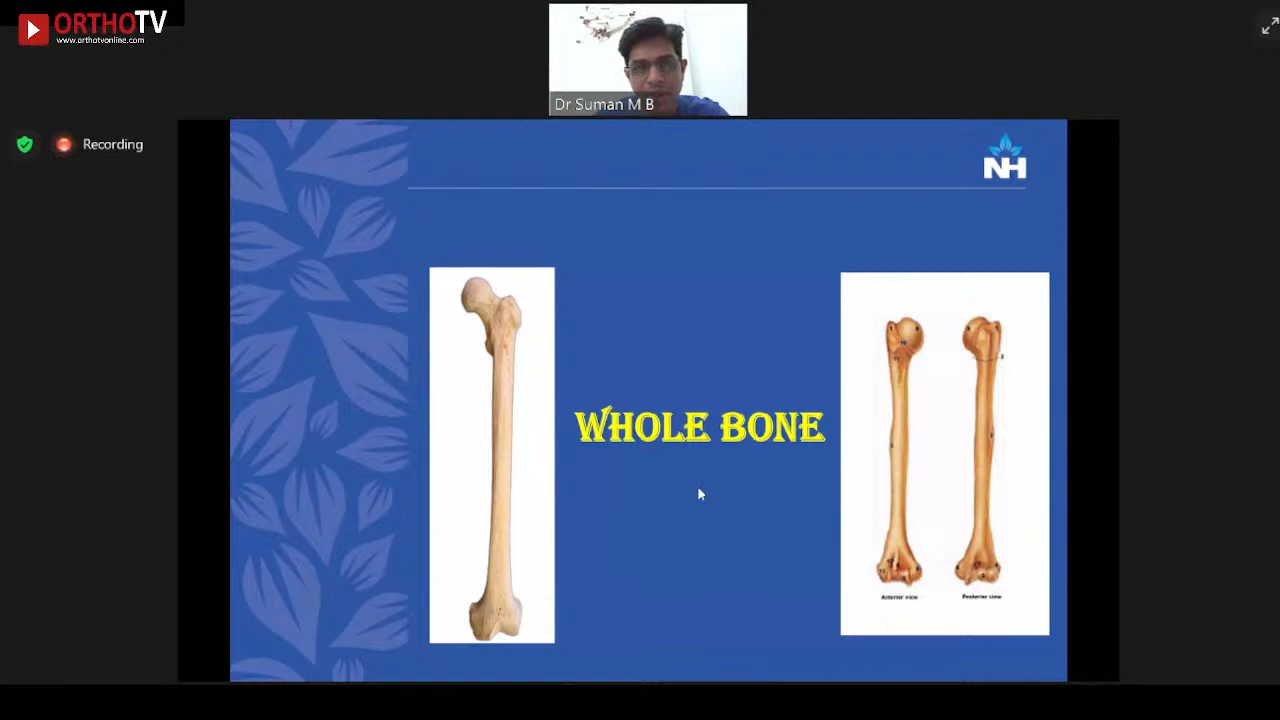 ORTHOTV
www.orthotvonline.com
Dr Suman M B
Recording
NH
WHOLE BONE
Anterior view
Posterior view